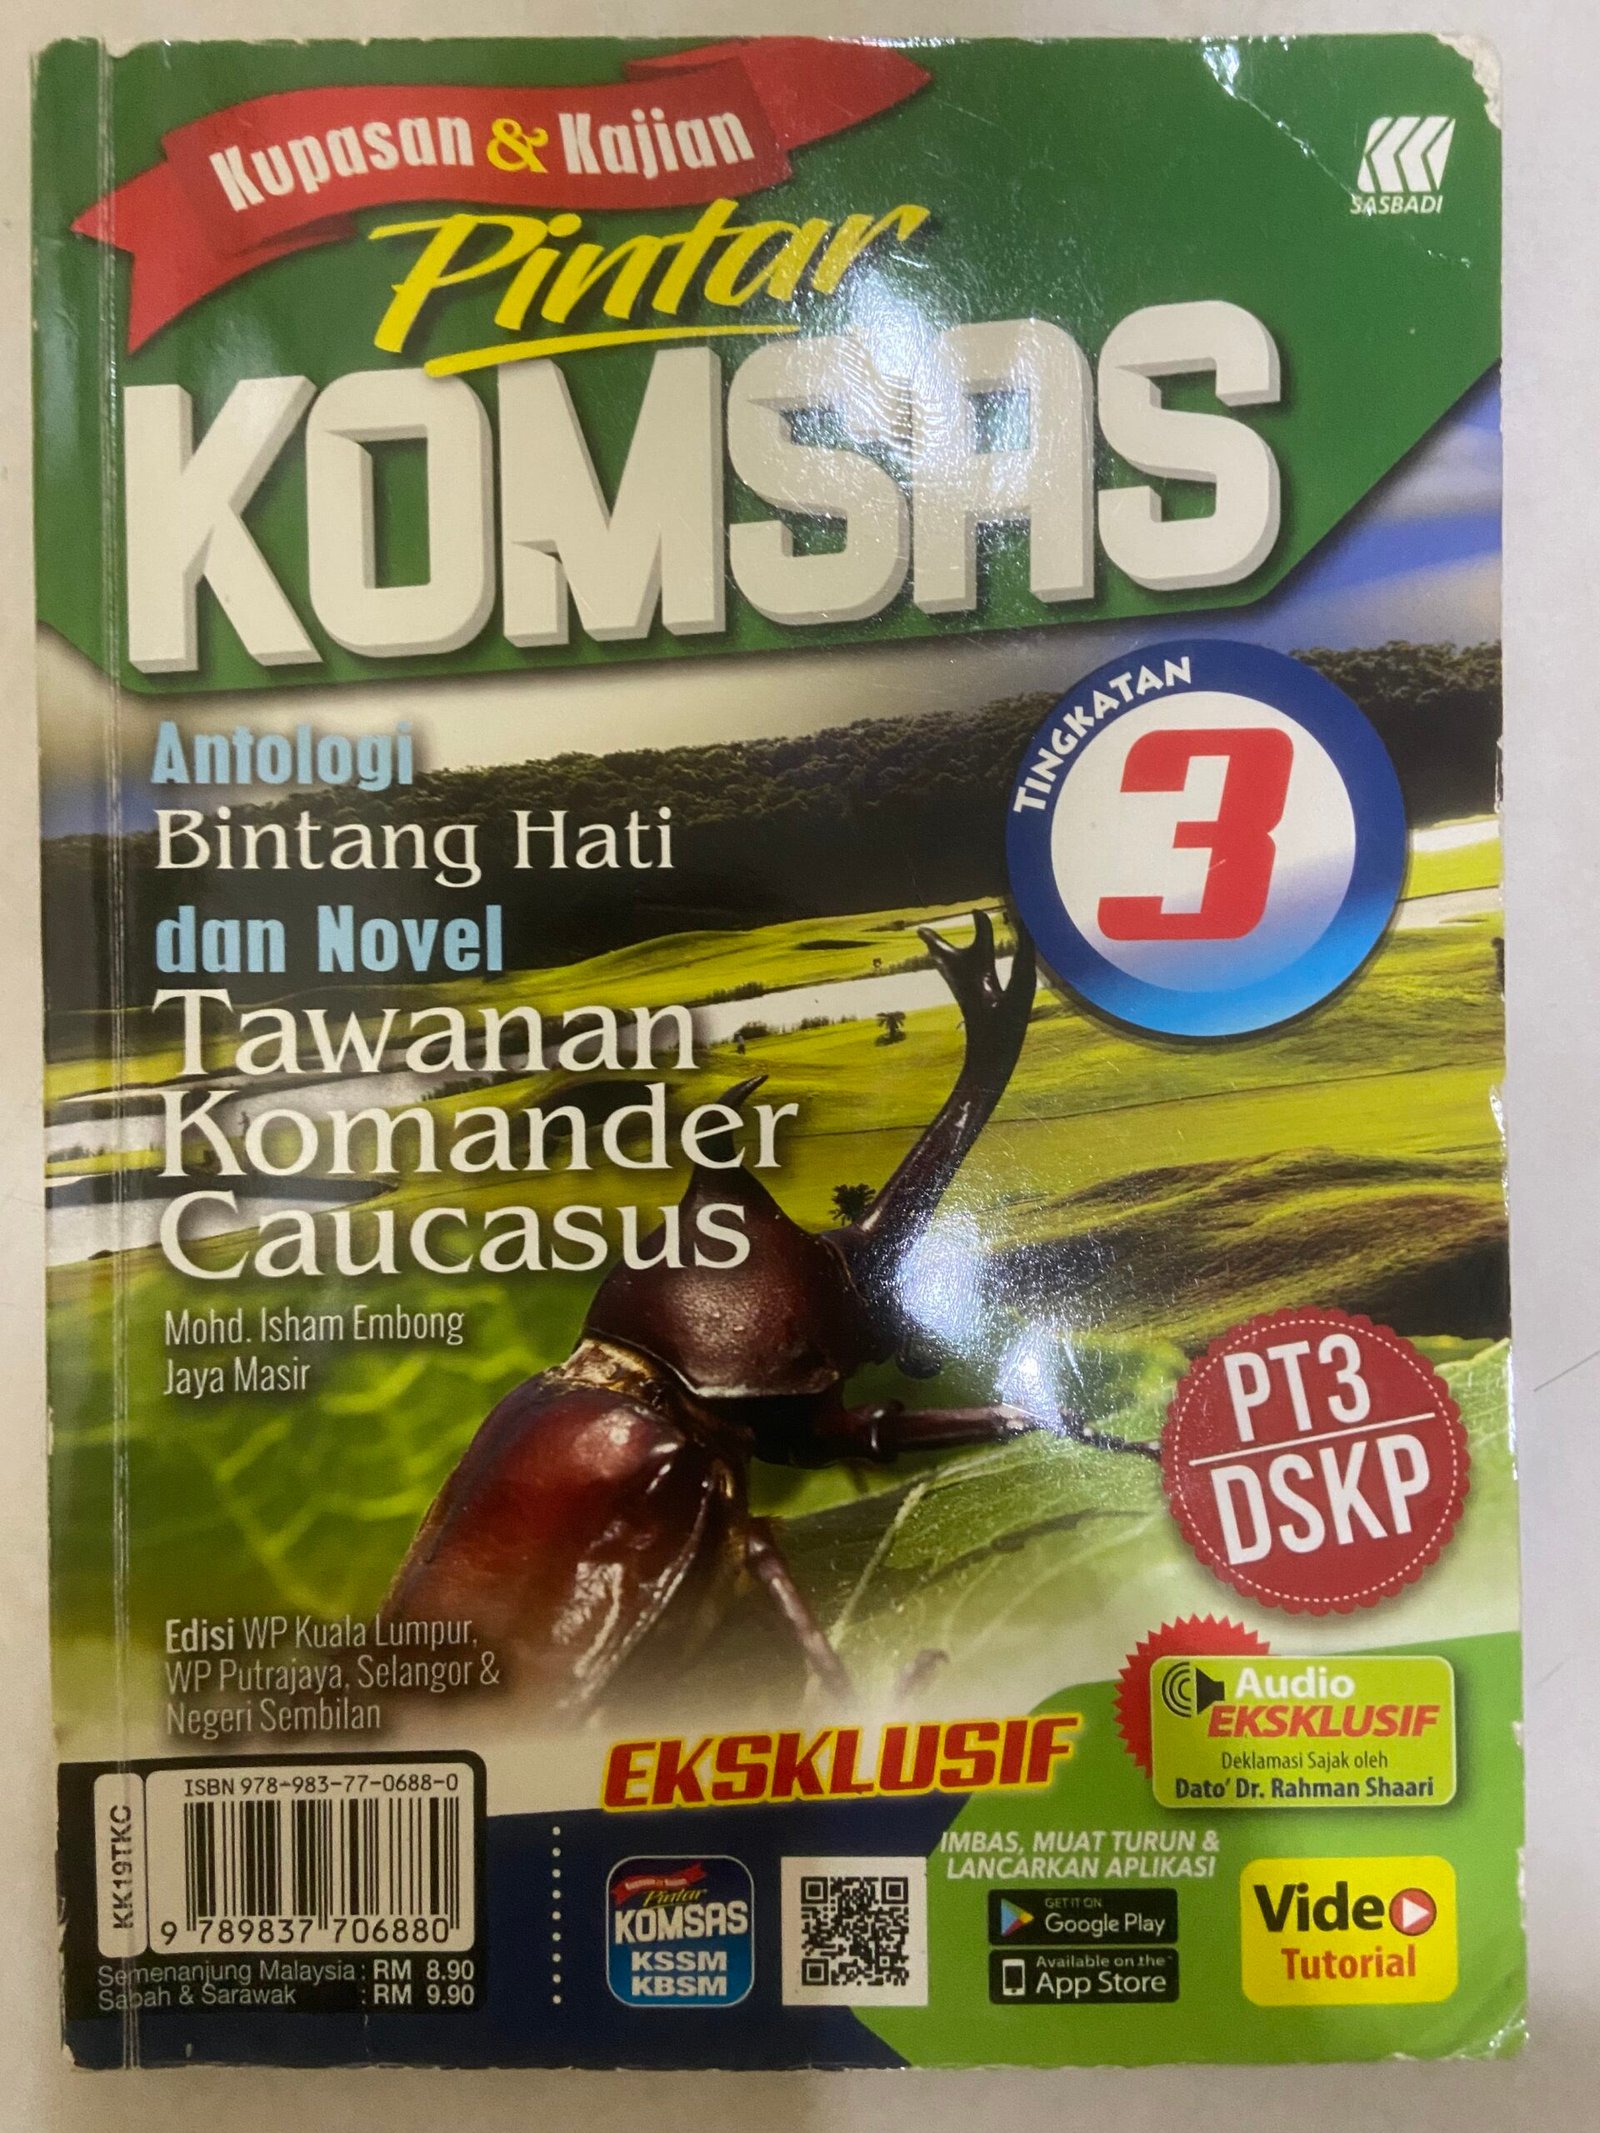 Kupasan & Kajian
Pintar
KOMSAS
SASBADI
TINGKATAN
3
Antologi
Bintang Hati
dan Novel
Tawanan
Komander
Caucasus
Mohd. Isham Embong
Jaya Masir
PT3
DSKP
Edisi WP Kuala Lumpur,
WP Putrajaya, Selangor &
Negeri Sembilan
EKSKLUSIF
Audio
EKSKLUSIF
Deklamasi Sajak oleh
Dato' Dr. Rahman Shaari
KK19TKC
ISBN 978-983-77-0688-0
9 789837 706880
Semenanjung Malaysia : RM 8.90
Sabah & Sarawak : RM 9.90
Kupasan & Kajian
Pintar
KOMSAS
KSSM
KBSM
IMBAS, MUAT TURUN &
LANCARKAN APLIKASI
GET IT ON
Google Play
Available on the
App Store
Video
Tutorial